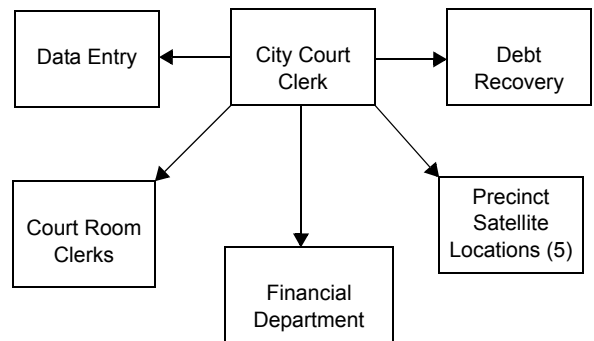 Data Entry
City Court
Clerk
Debt
Recovery
Court Room
Clerks
Financial
Department
Precinct
Satellite
Locations (5)